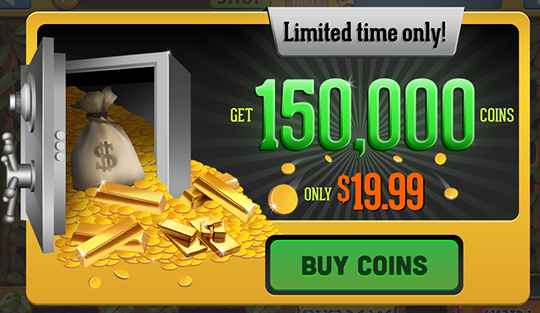 Limited time only!
GET 150,000 COINS
$
ONLY $19.99
BUY COINS